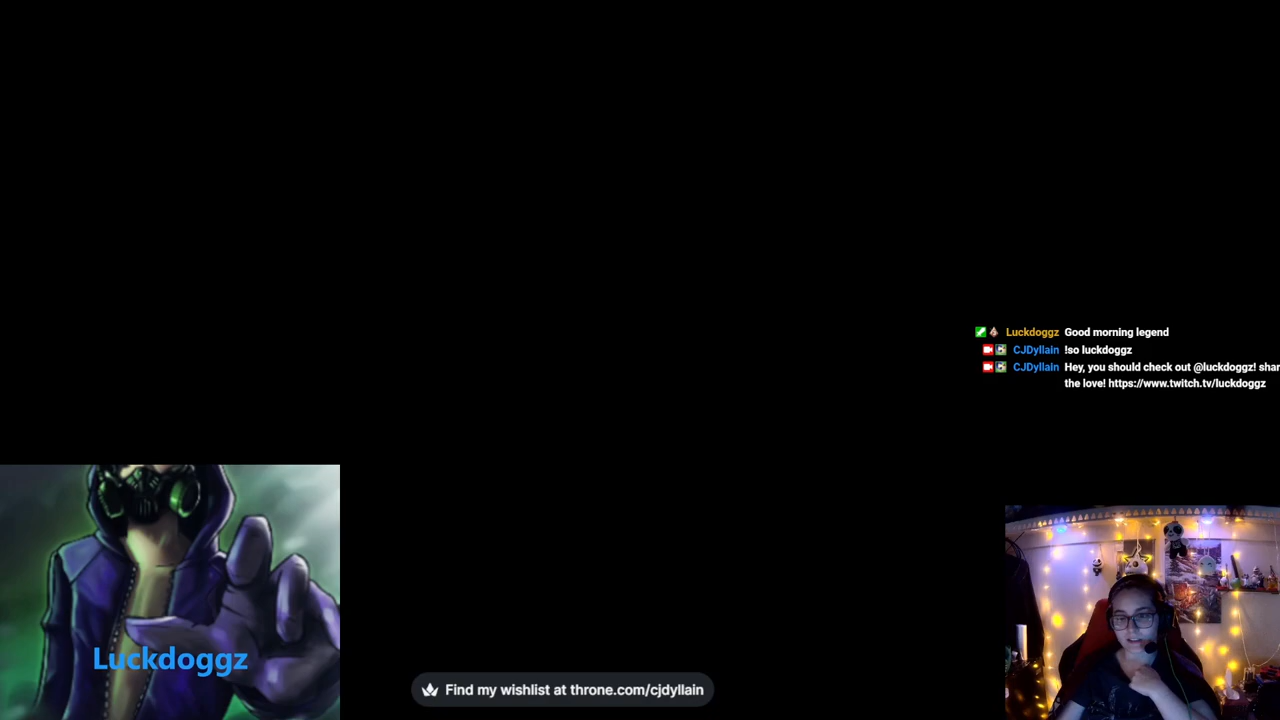 Luckdoggz Good morning legend
CJDyllain !so luckdoggz
CJDyllain Hey, you should check out @luckdoggz! shar
the love! https://www.twitch.tv/luckdoggz
Luckdoggz
Find my wishlist at throne.com/cjdyllain